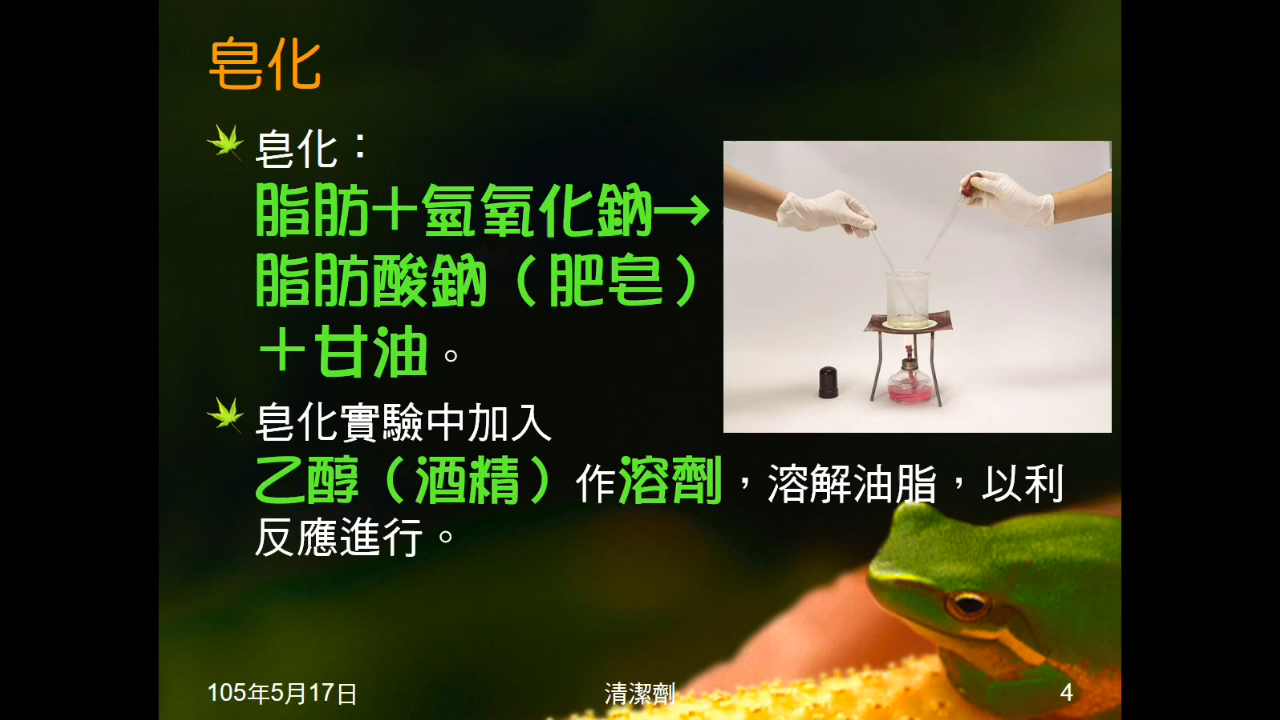 皂化
皂化：
脂肪＋氫氧化鈉→
脂肪酸鈉（肥皂）
＋甘油。
皂化實驗中加入
乙醇（酒精）作溶劑，溶解油脂，以利
反應進行。
105年5月17日
清潔劑
4